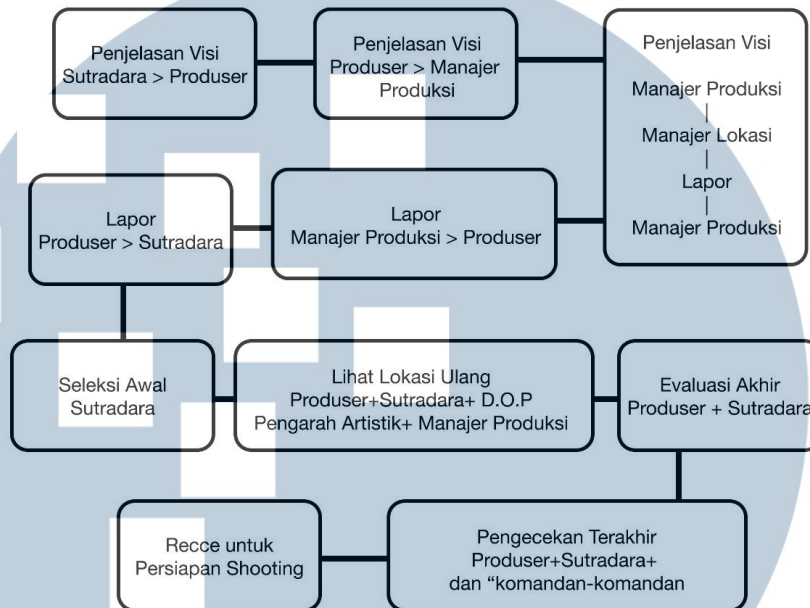 Penjelasan Visi
Sutradara > Produser
Penjelasan Visi
Produser > Manajer
Produksi
Penjelasan Visi
Manajer Produksi
|
Manajer Lokasi
|
Lapor
|
Manajer Produksi
Lapor
Manajer Produksi > Produser
Lapor
Produser > Sutradara
Seleksi Awal
Sutradara
Lihat Lokasi Ulang
Produser+Sutradara+ D.O.P
Pengarah Artistik+ Manajer Produksi
Evaluasi Akhir
Produser + Sutradara
Pengecekan Terakhir
Produser+Sutradara+
dan “komandan-komandan
Recce untuk
Persiapan Shooting